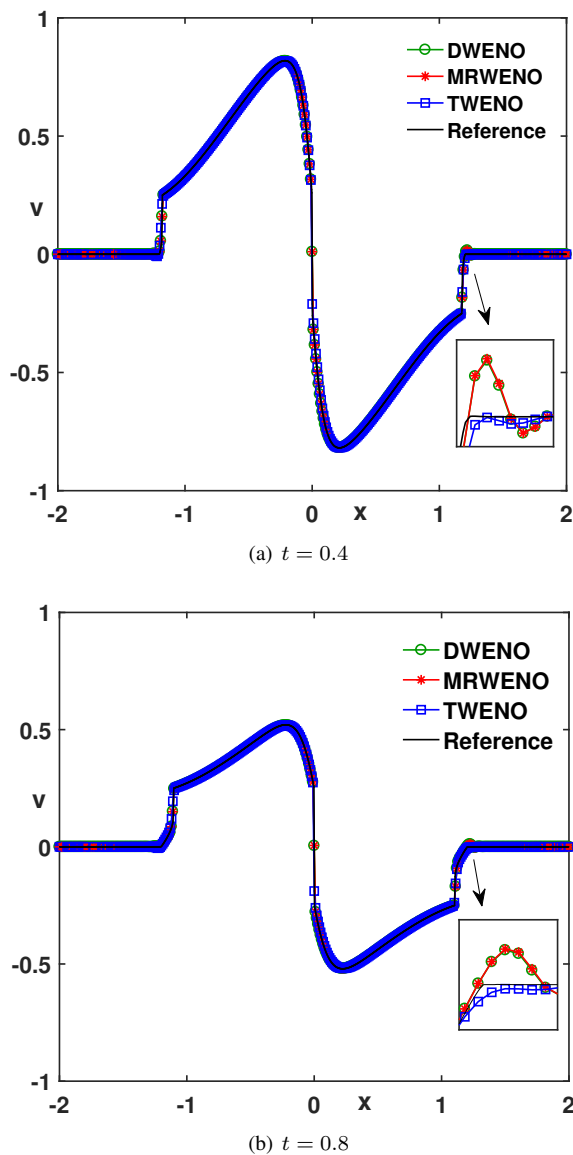 1
DWENO
MRWENO
0.5
TWENO
Reference
v
0
-0.5
-1
-2
-1
0
x
1
2
(a) t = 0.4
1
DWENO
MRWENO
0.5
TWENO
Reference
v
0
-0.5
-1
-2
-1
0
x
1
2
(b) t = 0.8